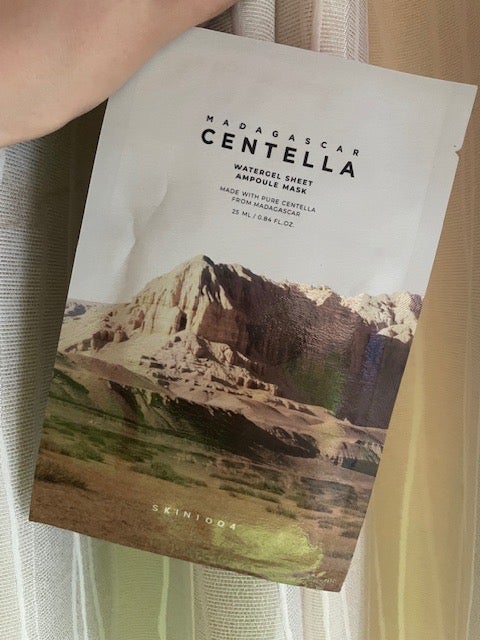 MADAGASCAR
CENTELLA
WATERGEL SHEET
AMPOULE MASK
MADE WITH PURE CENTELLA
FROM MADAGASCAR
25 ML / 0.84 FL.OZ.
SKIN1004